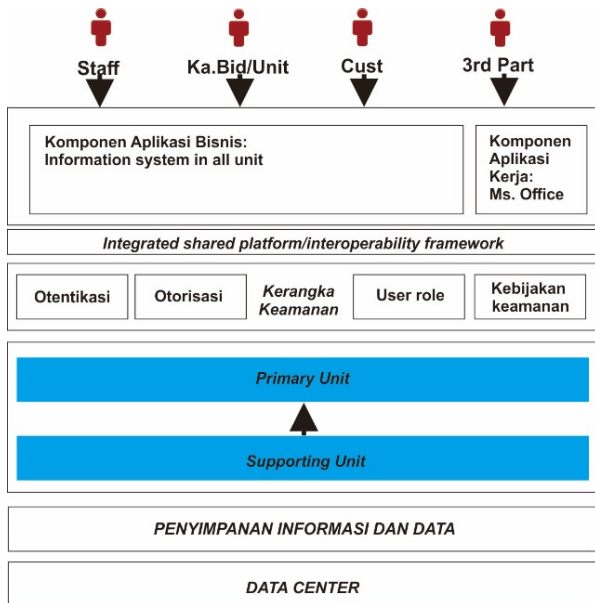 Staff
Ka.Bid/Unit
Cust
3rd Part
Komponen Aplikasi Bisnis:
Information system in all unit
Komponen
Aplikasi
Kerja:
Ms. Office
Integrated shared platform/interoperability framework
Otentikasi
Otorisasi
Kerangka
Keamanan
User role
Kebijakan
keamanan
Primary Unit
Supporting Unit
PENYIMPANAN INFORMASI DAN DATA
DATA CENTER